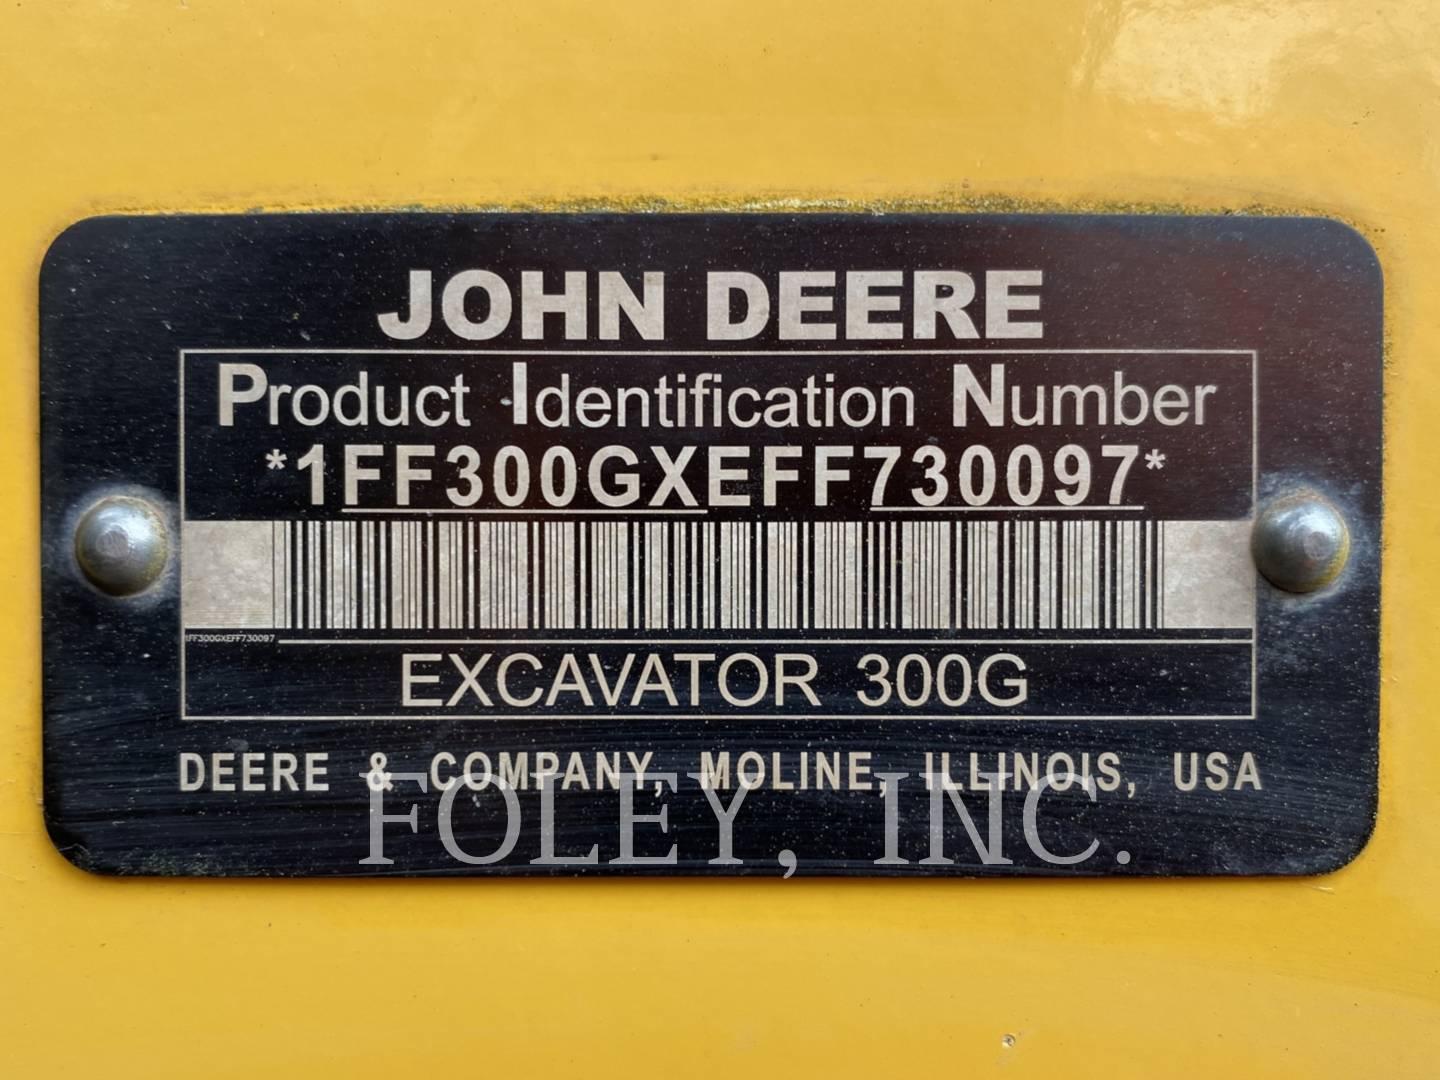 JOHN DEERE
Product Identification Number
*1FF300GXEFF730097*
1FF300GXEFF730097
EXCAVATOR 300G
DEERE & COMPANY, MOLINE, ILLINOIS, USA
FOLEY, INC.